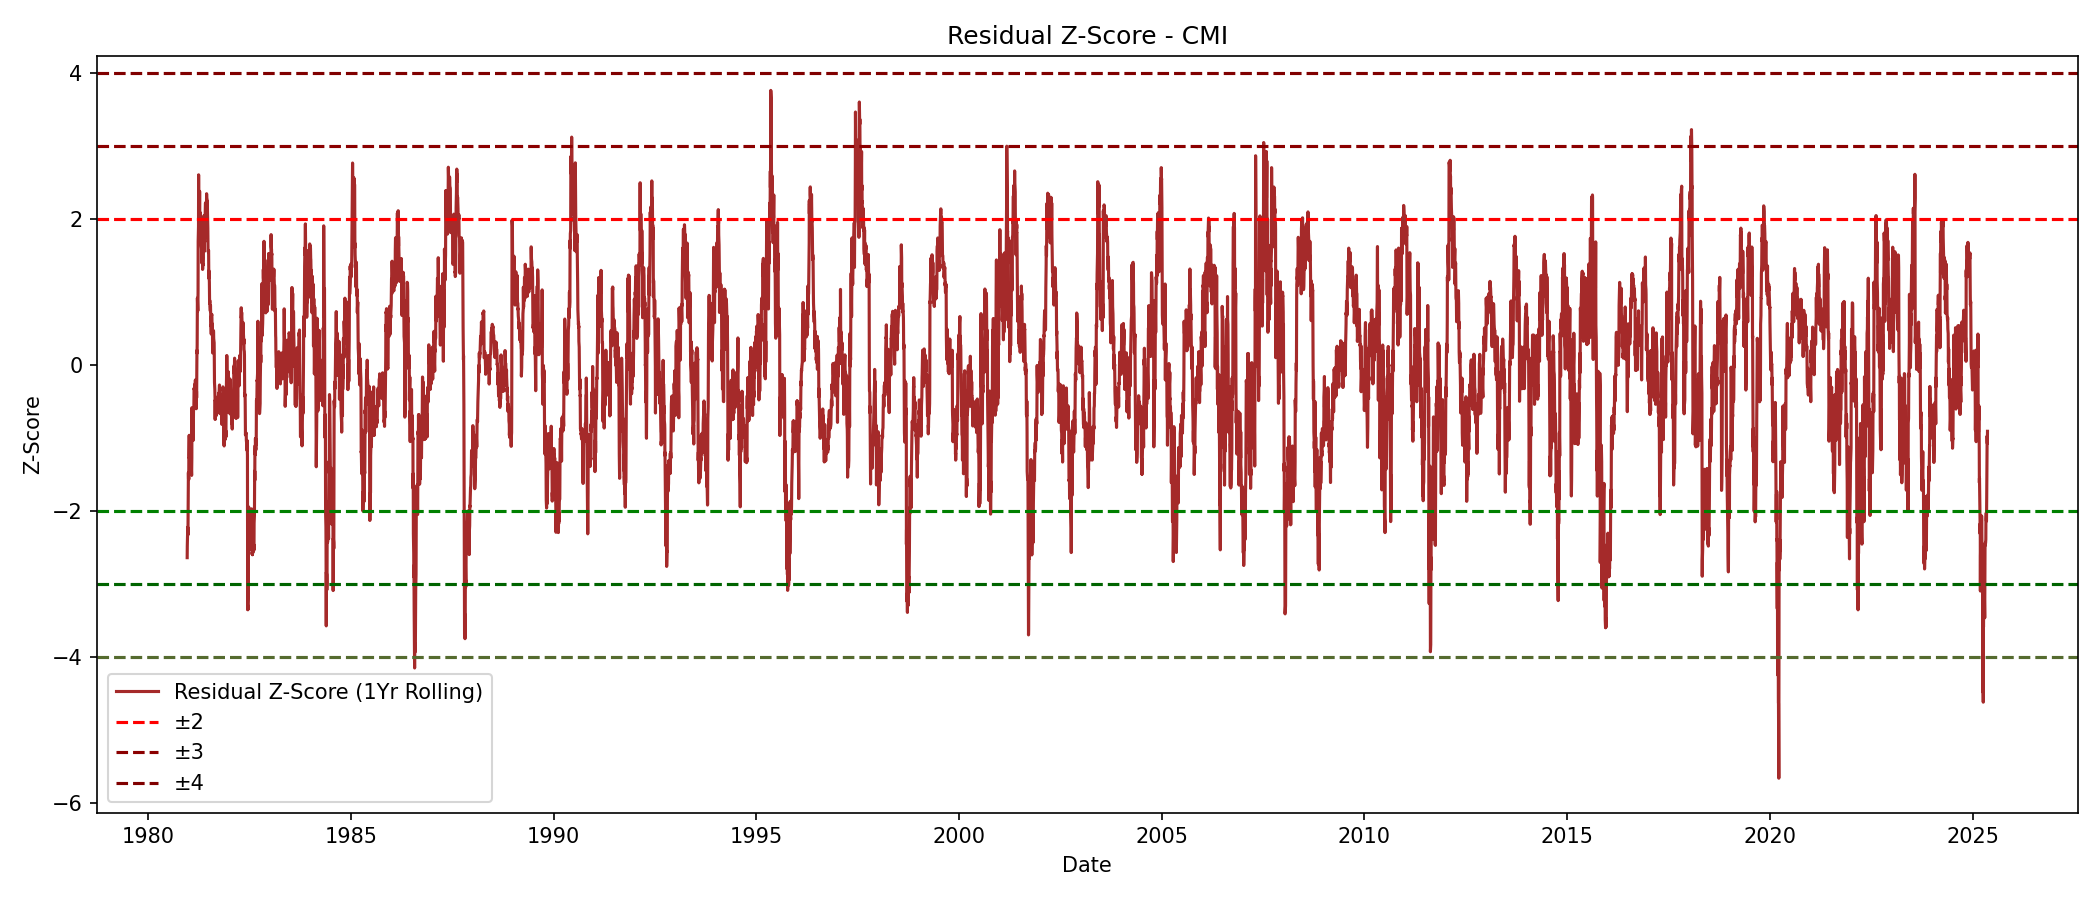 Residual Z-Score - CMI
4
2
0
−2
−4
−6
Z-Score
Residual Z-Score (1Yr Rolling)
±2
±3
±4
1980 1985 1990 1995 2000 2005 2010 2015 2020 2025
Date